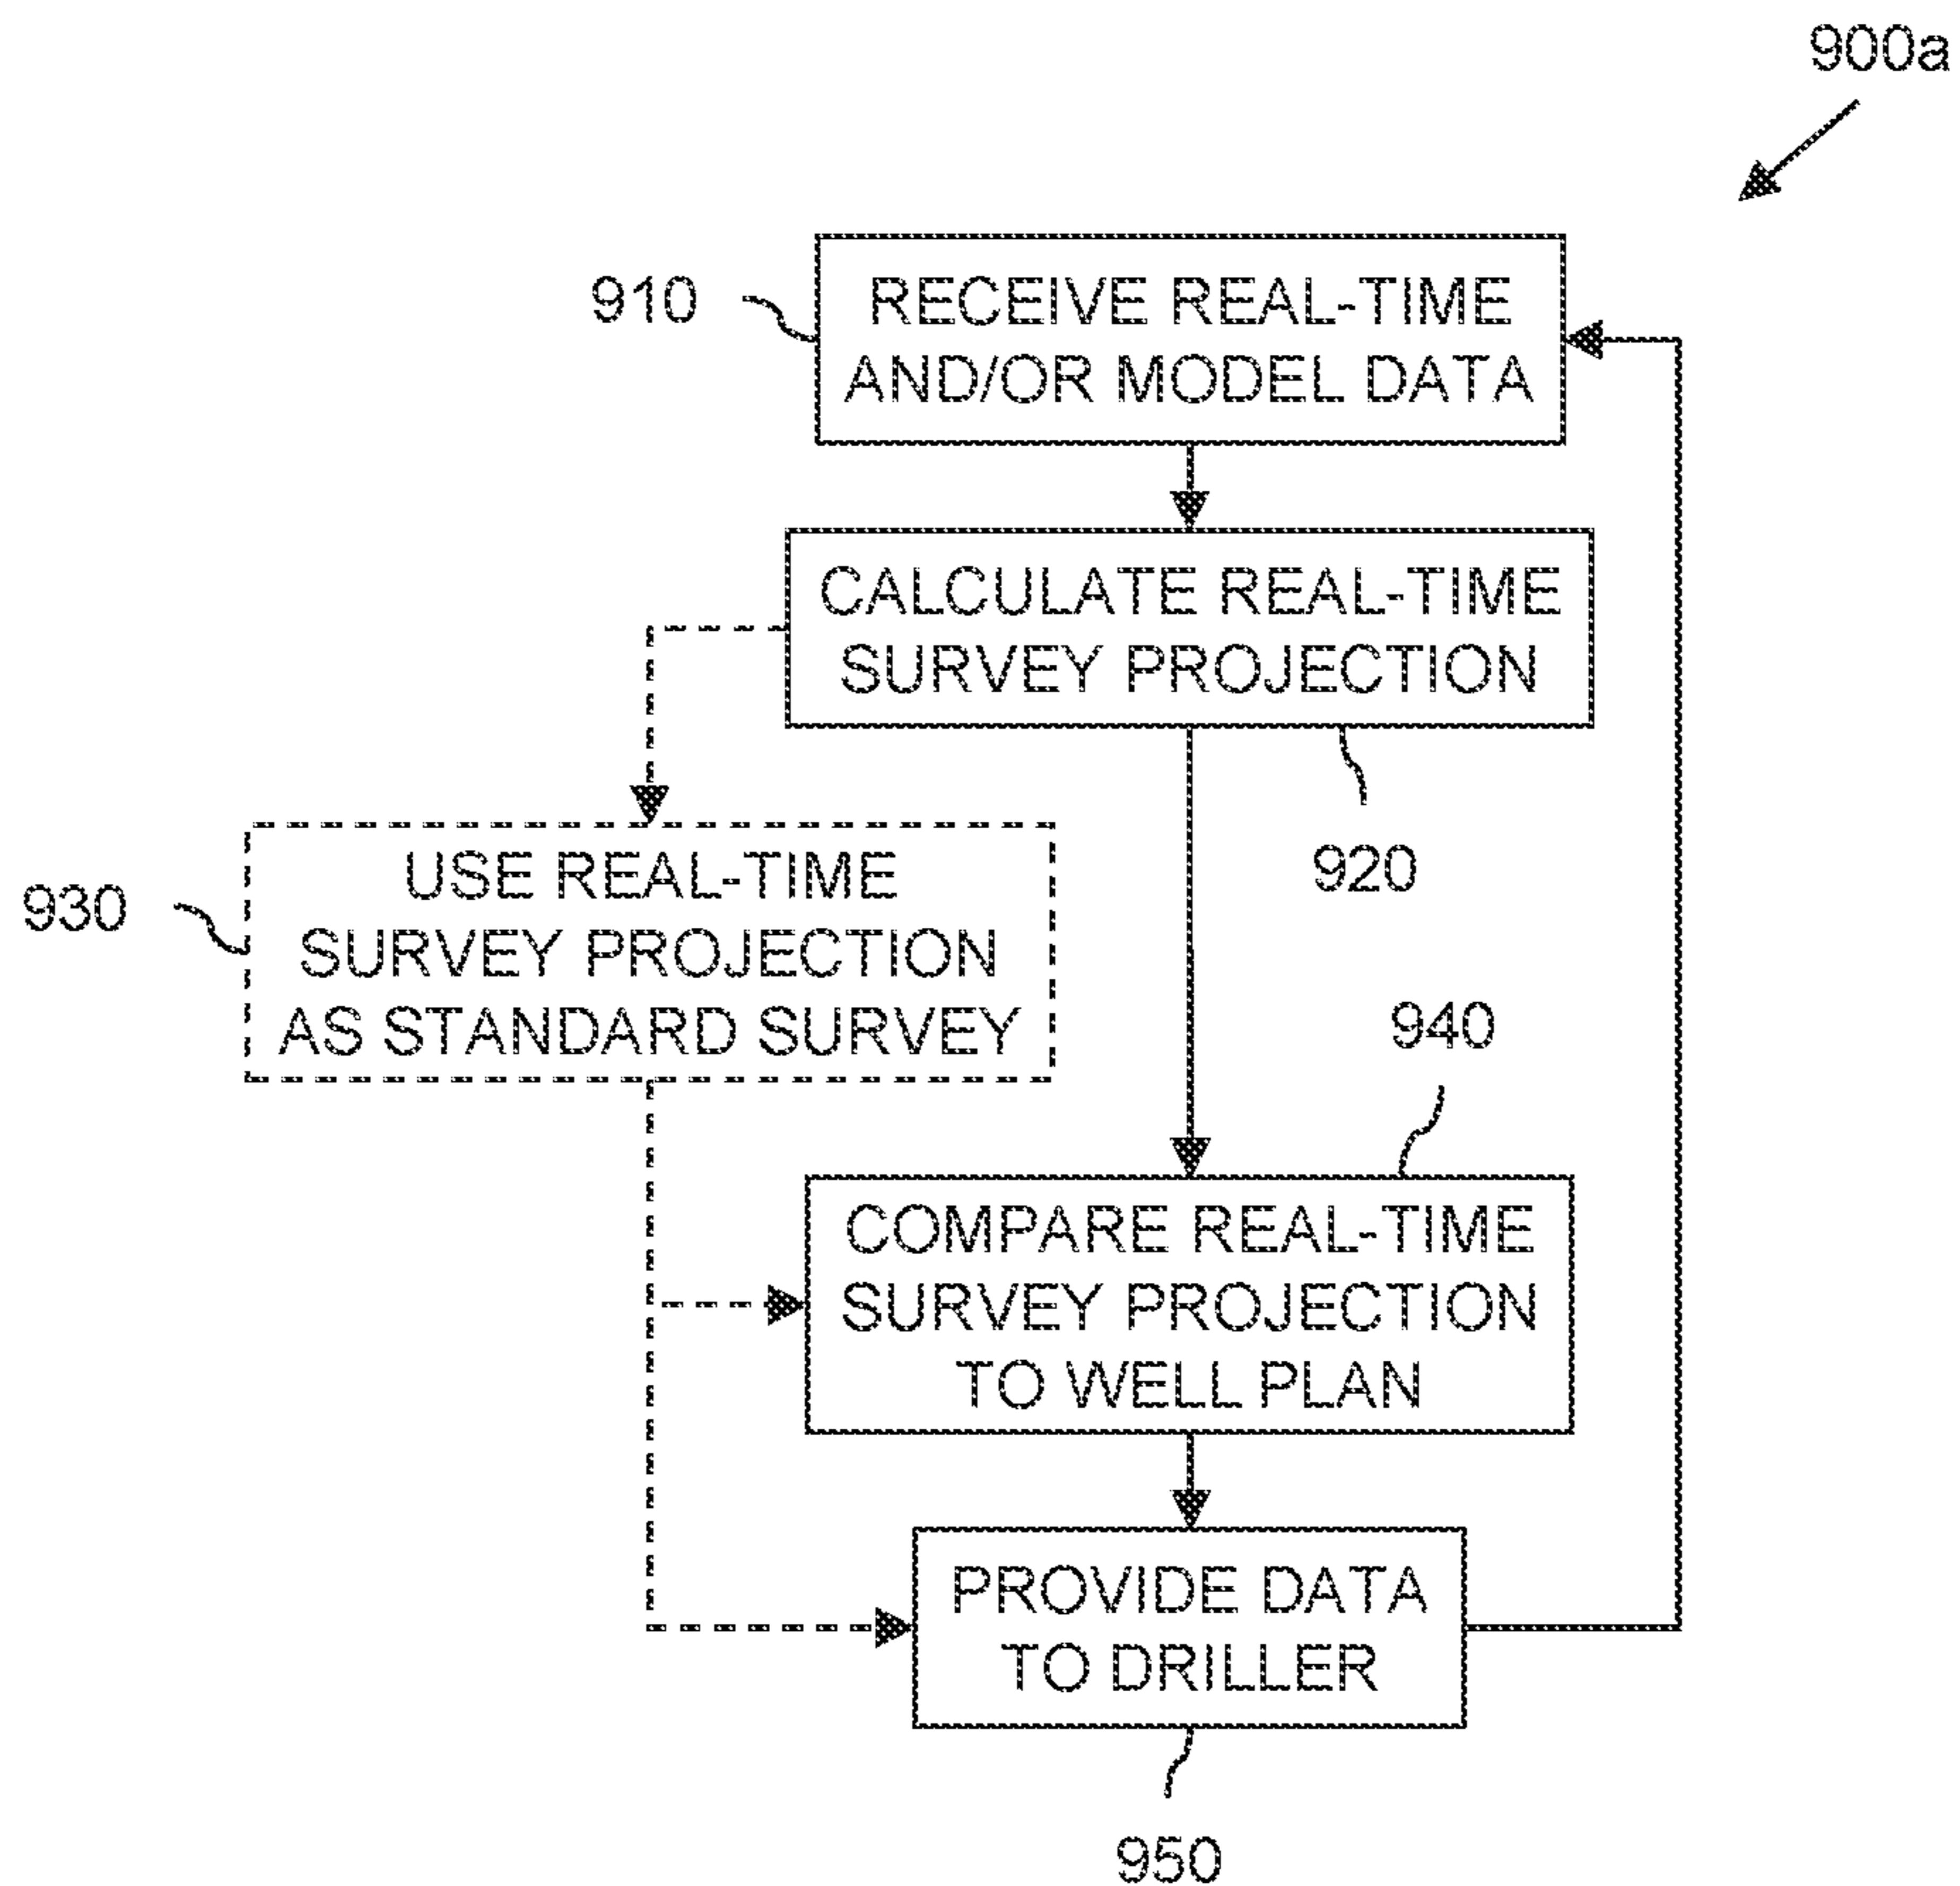 900a
910
RECEIVE REAL-TIME
AND/OR MODEL DATA
CALCULATE REAL-TIME
SURVEY PROJECTION
920
930
USE REAL-TIME
SURVEY PROJECTION
AS STANDARD SURVEY
940
COMPARE REAL-TIME
SURVEY PROJECTION
TO WELL PLAN
PROVIDE DATA
TO DRILLER
950